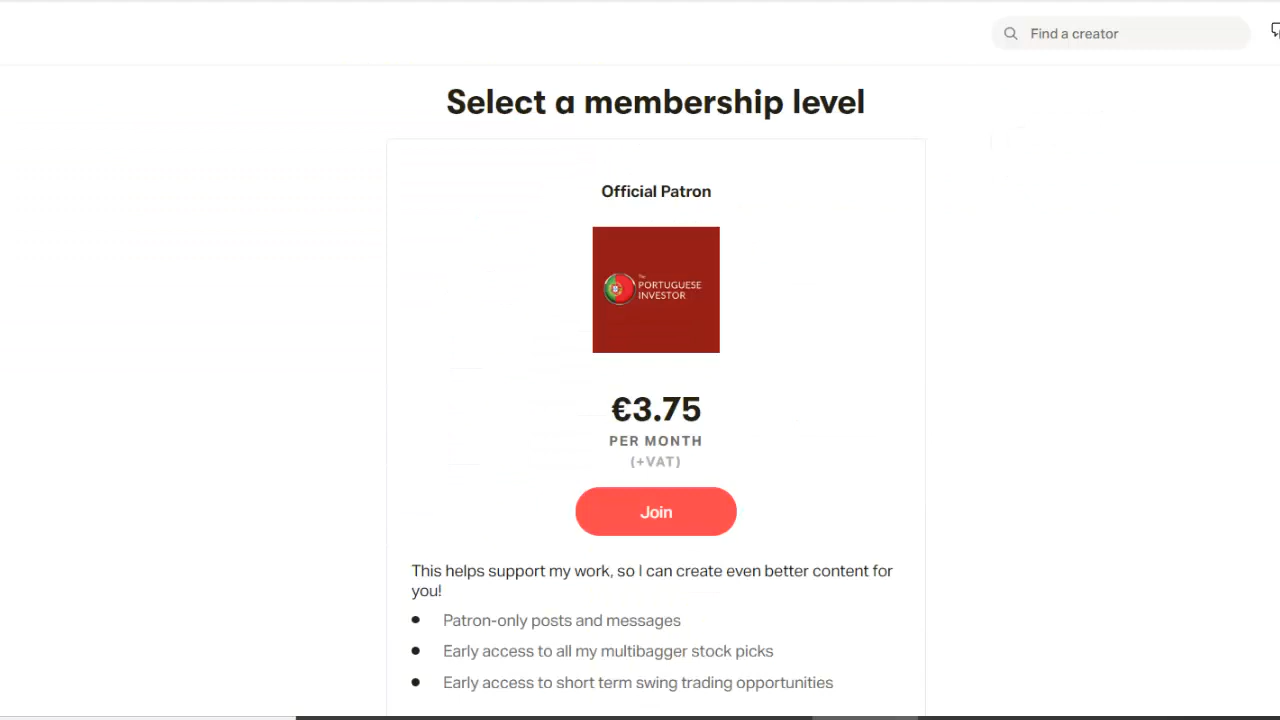 Find a creator
Select a membership level
Official Patron
The
PORTUGUESE
INVESTOR
€3.75
PER MONTH
(+VAT)
Join
This helps support my work, so I can create even better content for
you!
Patron-only posts and messages
Early access to all my multibagger stock picks
Early access to short term swing trading opportunities